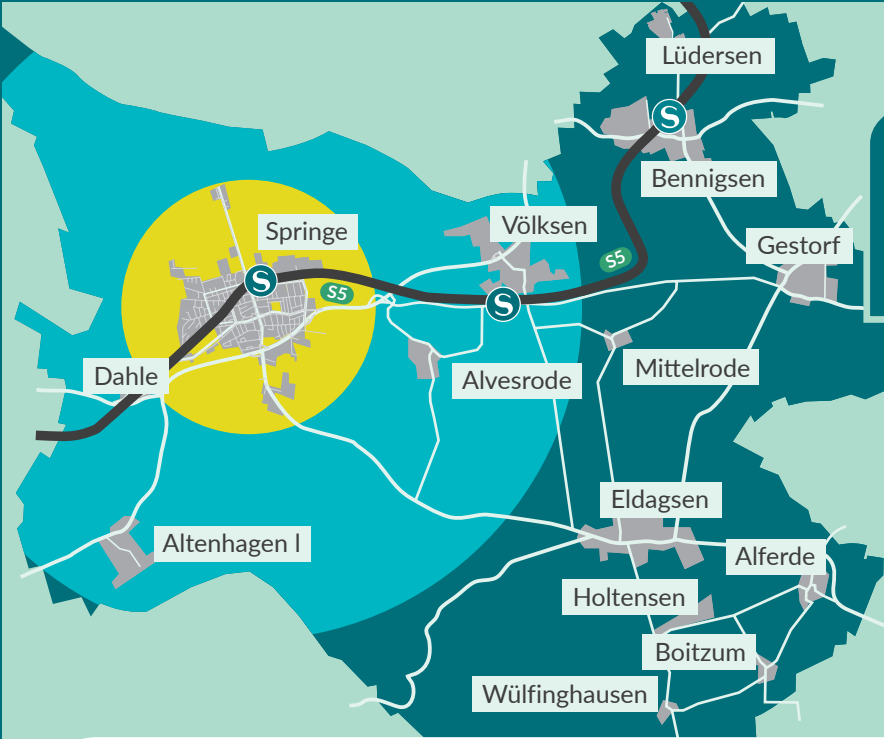 Lüdersen
S
Bennigsen
Völksen
Springe
Gestorf
S5
S
S5
S
Dahle
Alvesrode
Mittelrode
Eldagsen
Altenhagen I
Alferde
Holtensen
Boitzum
Wülfinghausen